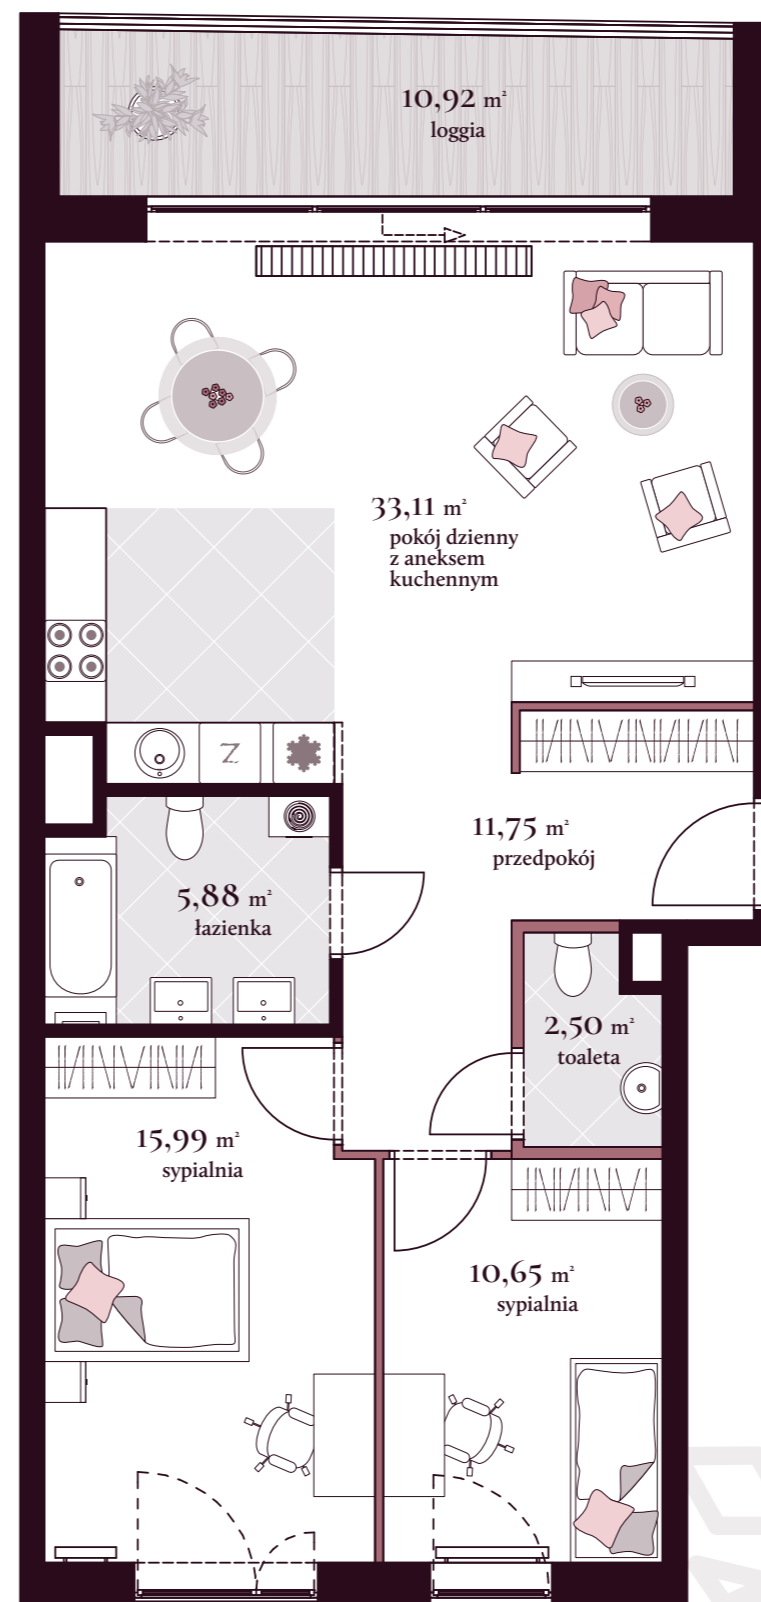 10,92 m²
loggia
33,11 m²
pokój dzienny
z aneksem
kuchennym
Z
11,75 m²
przedpokój
5,88 m²
łazienka
2,50 m²
toaleta
15,99 m²
sypialnia
10,65 m²
sypialnia